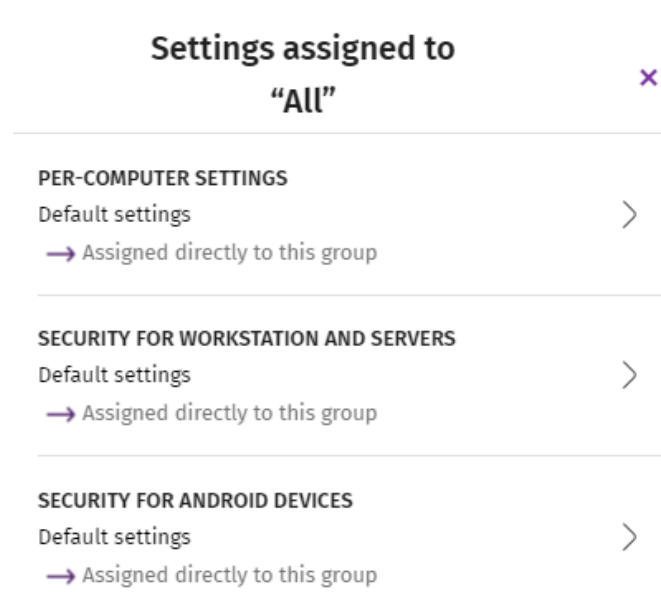 Settings assigned to
“All”
PER-COMPUTER SETTINGS
Default settings
Assigned directly to this group
SECURITY FOR WORKSTATION AND SERVERS
Default settings
Assigned directly to this group
SECURITY FOR ANDROID DEVICES
Default settings
Assigned directly to this group